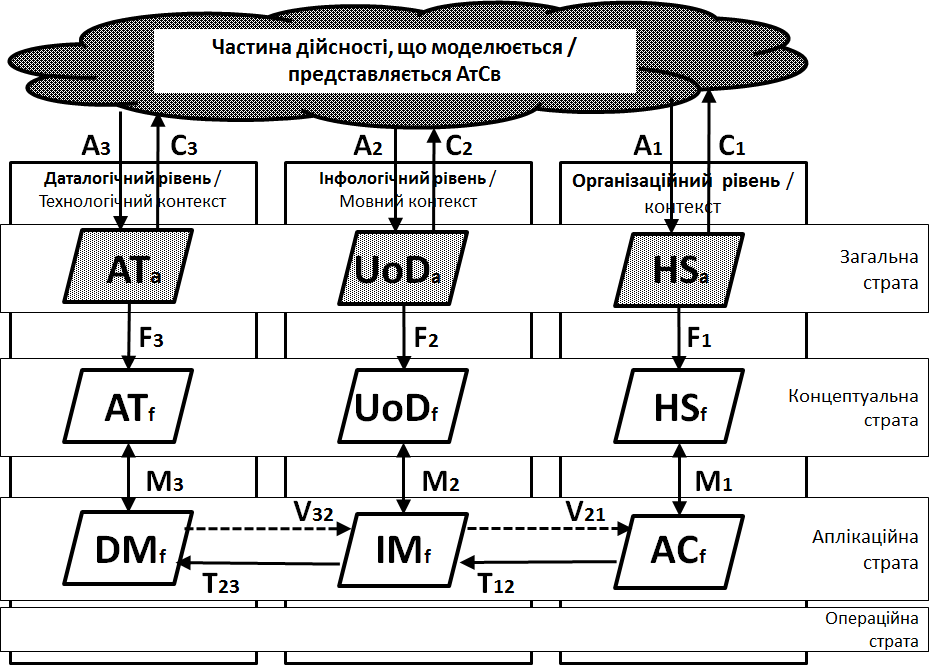 Частина дійсності, що моделюється /
представляється АтСв
A3 C3 A2 C2 A1 C1
Даталогічний рівень /
Технологічний контекст
Інфологічний рівень /
Мовний контекст
Організаційний рівень /
контекст
ATa UoDa HSa
Загальна
страта
F3 F2 F1
ATf UoDf HSf
Концептуальна
страта
M3 M2 M1
V32 V21
DMf IMf ACf
Аплікаційна
страта
T23 T12
Операційна
страта